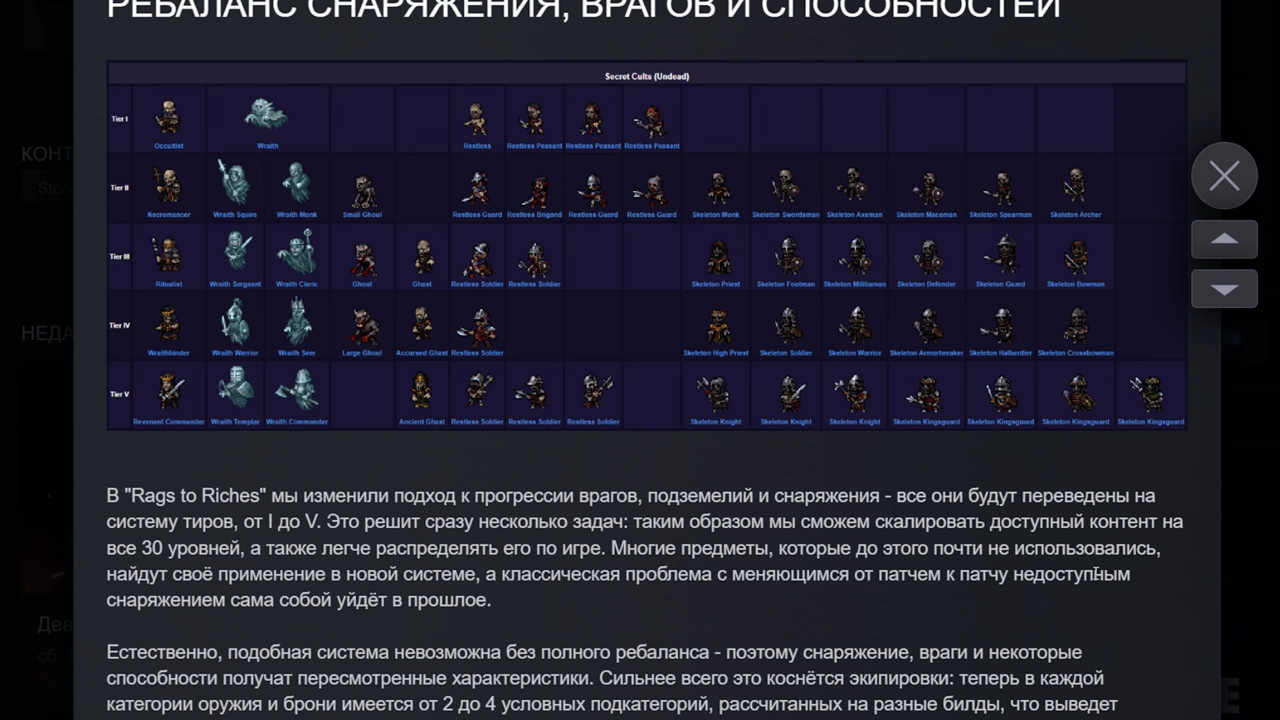 РЕБАЛАНС СНАРЯЖЕНИЯ, ВРАГОВ И СПОСОБНОСТЕЙ
Secret Cults (Undead)
Tier I
Occultist Wraith Restless Restless Peasant Restless Peasant Restless Peasant
Tier II
Necromancer Wraith Squire Wraith Monk Small Ghoul Restless Guard Restless Brigand Restless Guard Restless Guard Skeleton Monk Skeleton Swordsman Skeleton Axeman Skeleton Maceman Skeleton Spearman Skeleton Archer
Tier III
Ritualist Wraith Sergeant Wraith Cleric Ghoul Ghast Restless Soldier Restless Soldier Skeleton Priest Skeleton Footman Skeleton Militiaman Skeleton Defender Skeleton Guard Skeleton Bowman
Tier IV
Wraithbinder Wraith Warrior Wraith Seer Large Ghoul Accursed Ghast Restless Soldier Skeleton High Priest Skeleton Soldier Skeleton Warrior Skeleton Armorbreaker Skeleton Halberdier Skeleton Crossbowman
Tier V
Revenant Commander Wraith Templar Wraith Commander Ancient Ghast Restless Soldier Restless Soldier Restless Soldier Skeleton Knight Skeleton Knight Skeleton Knight Skeleton Kingsguard Skeleton Kingsguard Skeleton Kingsguard Skeleton Kingsguard
КОНТ
Ston
НЕДА
Дев
сб,
В "Rags to Riches" мы изменили подход к прогрессии врагов, подземелий и снаряжения - все они будут переведены на
систему тиров, от I до V. Это решит сразу несколько задач: таким образом мы сможем скалировать доступный контент на
все 30 уровней, а также легче распределять его по игре. Многие предметы, которые до этого почти не использовались,
найдут своё применение в новой системе, а классическая проблема с меняющимся от патчем к патчу недоступным
снаряжением сама собой уйдёт в прошлое.
Естественно, подобная система невозможна без полного ребаланса - поэтому снаряжение, враги и некоторые
способности получат пересмотренные характеристики. Сильнее всего это коснётся экипировки: теперь в каждой
категории оружия и брони имеется от 2 до 4 условных подкатегорий, рассчитанных на разные билды, что выведет